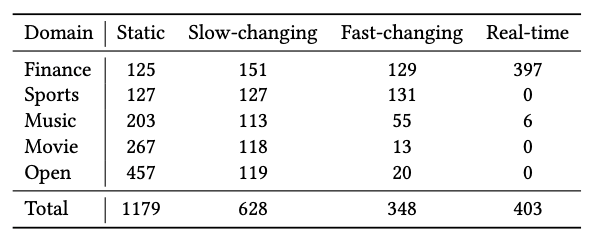 Domain Static Slow-changing Fast-changing Real-time
Finance 125 151 129 397
Sports 127 127 131 0
Music 203 113 55 6
Movie 267 118 13 0
Open 457 119 20 0
Total 1179 628 348 403